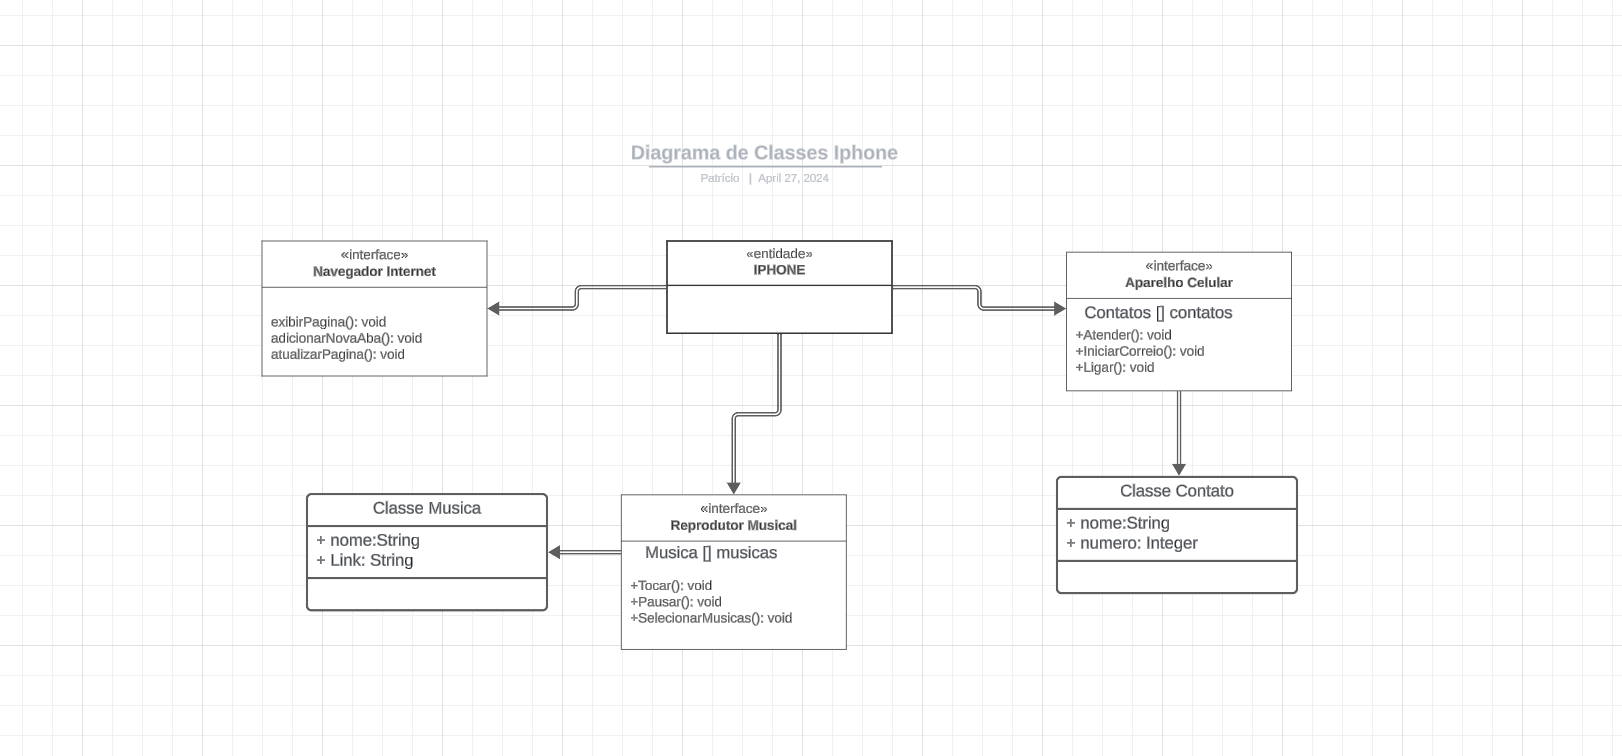 Diagrama de Classes Iphone
Patrício | April 27, 2024
«interface»
Navegador Internet
exibirPagina(): void
adicionarNovaAba(): void
atualizarPagina(): void
«entidade»
IPHONE
«interface»
Aparelho Celular
Contatos [] contatos
+Atender(): void
+IniciarCorreio(): void
+Ligar(): void
Classe Musica
+ nome:String
+ Link: String
«interface»
Reprodutor Musical
Musica [] musicas
+Tocar(): void
+Pausar(): void
+SelecionarMusicas(): void
Classe Contato
+ nome:String
+ numero: Integer